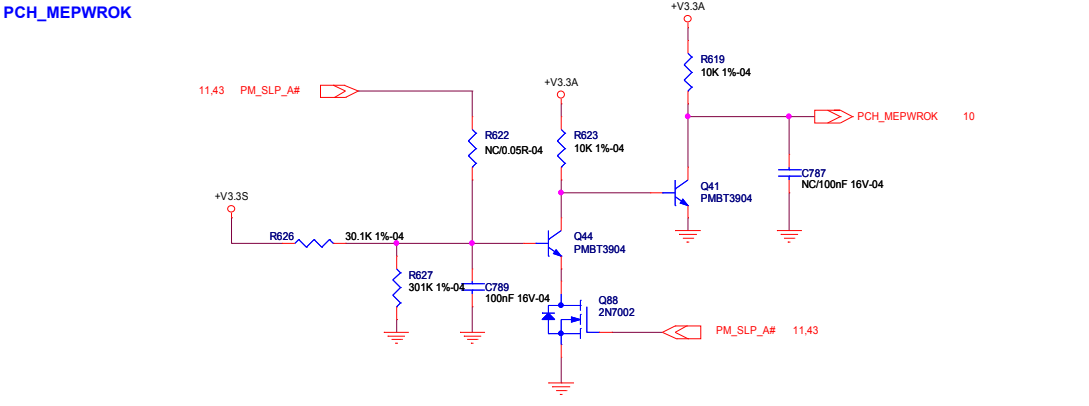 PCH_MEPWROK
+V3.3A
R619
10K 1%-04
11,43 PM_SLP_A#
+V3.3A
PCH_MEPWROK 10
R622
NC/0.05R-04
R623
10K 1%-04
C787
NC/100nF 16V-04
Q41
PMBT3904
+V3.3S
R626 30.1K 1%-04
Q44
PMBT3904
R627
301K 1%-04
C789
100nF 16V-04
Q88
2N7002
PM_SLP_A# 11,43